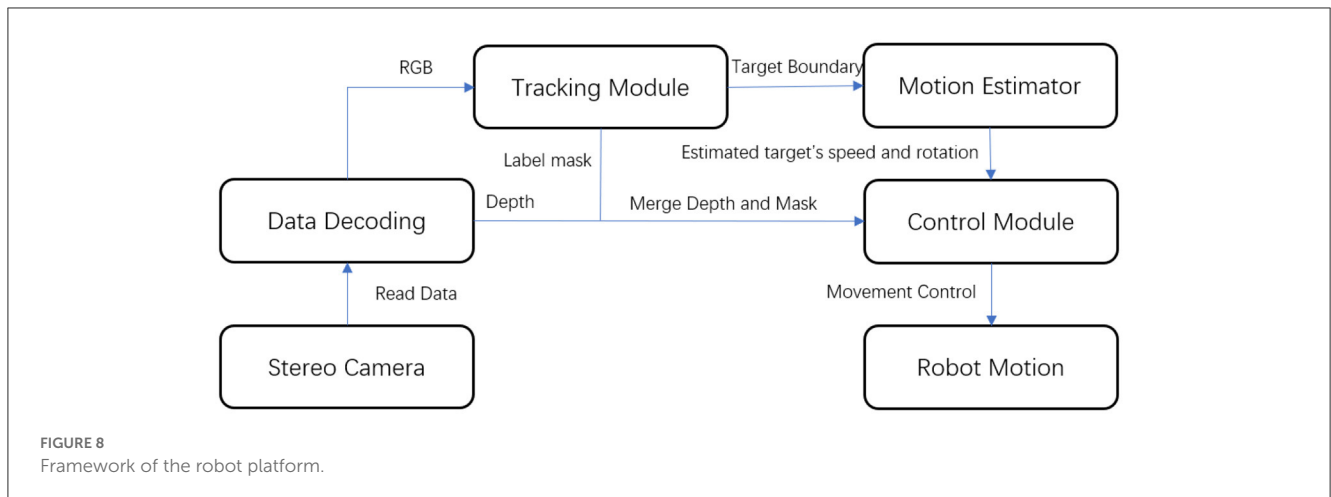 RGB
Tracking Module
Target Boundary
Motion Estimator
Label mask
Estimated target's speed and rotation
Data Decoding
Depth
Merge Depth and Mask
Control Module
Read Data
Movement Control
Stereo Camera
Robot Motion
FIGURE 8
Framework of the robot platform.